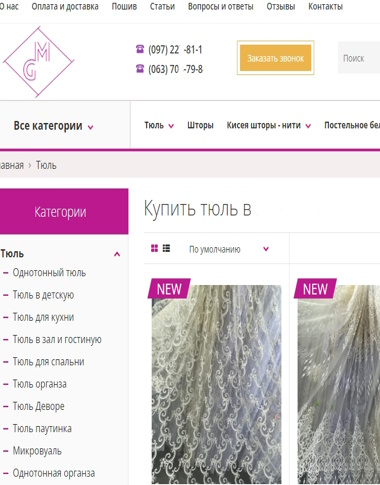 О нас Оплата и доставка Пошив Статьи Вопросы и ответы Отзывы Контакты
MG
(097) 22 -81-1
(063) 70 -79-8
Заказать звонок
Поиск
Все категории
Тюль Шторы Кисея шторы - нити Постельное бел
лавная > Тюль
Категории
Купить тюль в
По умолчанию
Тюль
Однотонный тюль
Тюль в детскую
Тюль для кухни
Тюль в зал и гостиную
Тюль для спальни
Тюль органза
Тюль Деворе
Тюль паутинка
Микровуаль
Однотонная органза
NEW NEW